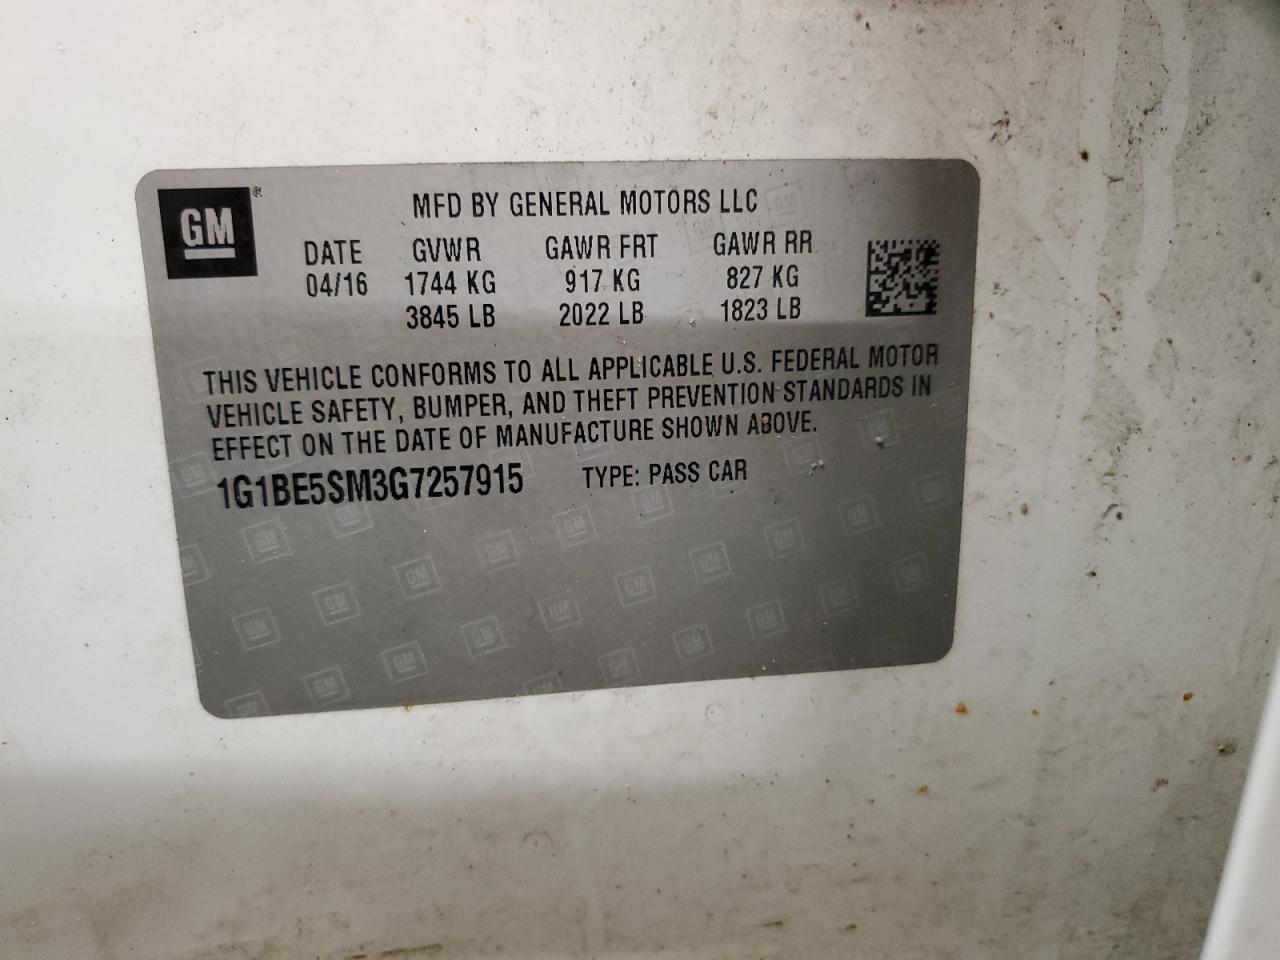 GM®
MFD BY GENERAL MOTORS LLC
DATE GVWR GAWR FRT GAWR RR
04/16 1744 KG 917 KG 827 KG
3845 LB 2022 LB 1823 LB
THIS VEHICLE CONFORMS TO ALL APPLICABLE U.S. FEDERAL MOTOR
VEHICLE SAFETY, BUMPER, AND THEFT PREVENTION STANDARDS IN
EFFECT ON THE DATE OF MANUFACTURE SHOWN ABOVE.
1G1BE5SM3G7257915 TYPE: PASS CAR